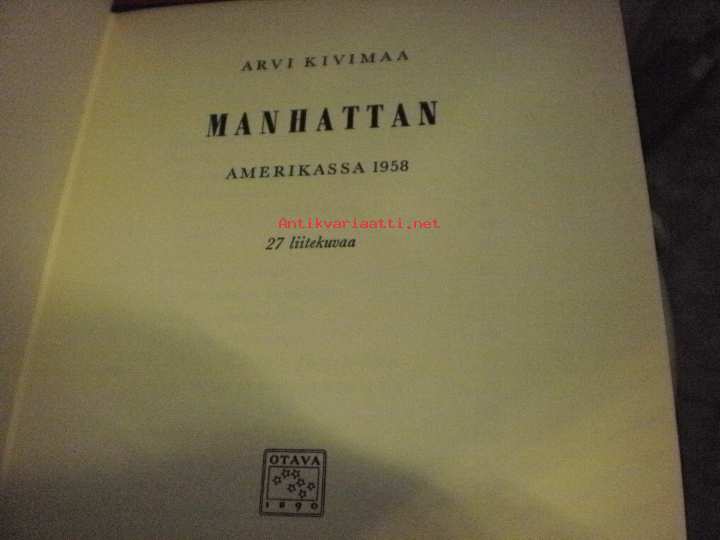 ARVI KIVIMAA
MANHATTAN
AMERIKASSA 1958
Antikvariaatti.net
27 liitekuvaa
OTAVA
1890